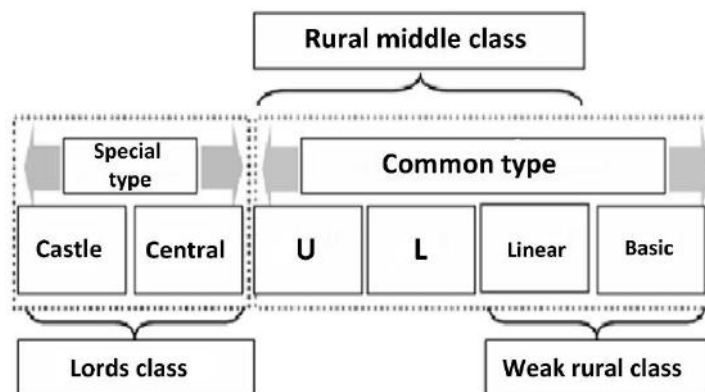 Rural middle class
Special
type
Common type
Castle
Central
U
L
Linear
Basic
Lords class
Weak rural class